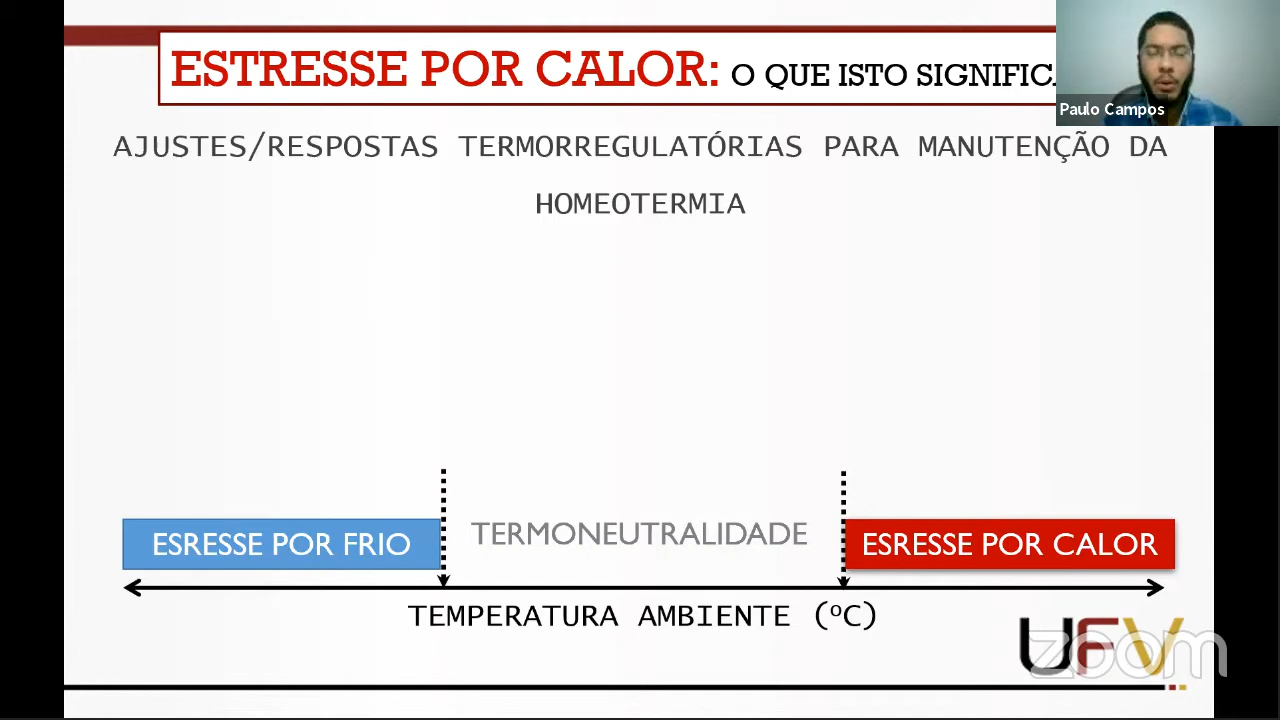 ESTRESSE POR CALOR: O QUE ISTO SIGNIFICA
Paulo Campos
AJUSTES/RESPOSTAS TERMORREGULATÓRIAS PARA MANUTENÇÃO DA
HOMEOTERMIA
ESRESSE POR FRIO
TERMONEUTRALIDADE
ESRESSE POR CALOR
TEMPERATURA AMBIENTE (ºC)
UFV
zoom